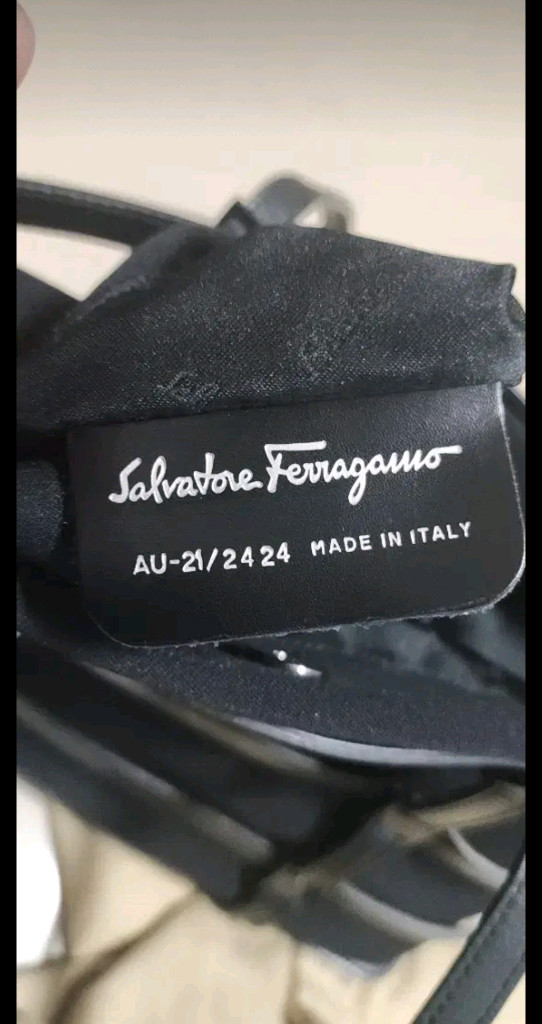 Salvatore Ferragamo
AU-21/2424 MADE IN ITALY